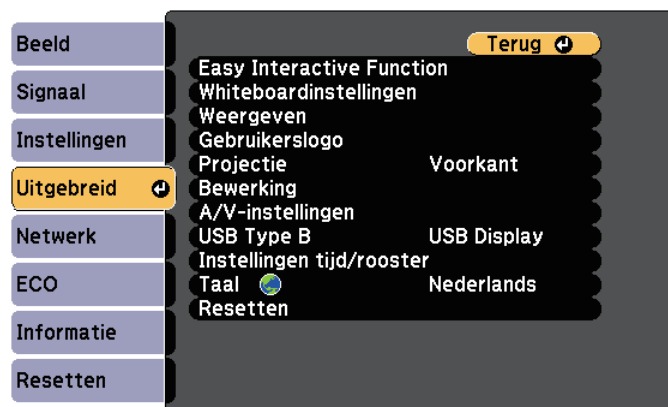 Beeld
Signaal
Instellingen
Uitgebreid
Netwerk
ECO
Informatie
Resetten
Terug
Easy Interactive Function
Whiteboardinstellingen
Weergeven
Gebruikerslogo
Projectie Voorkant
Bewerking
A/V-instellingen
USB Type B USB Display
Instellingen tijd/rooster
Taal Nederlands
Resetten